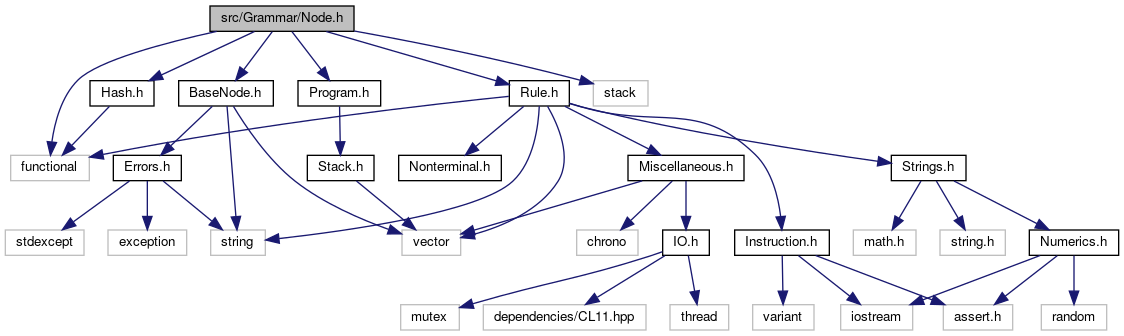 src/Grammar/Node.h
Hash.h
BaseNode.h
Program.h
Rule.h
stack
functional
Errors.h
Stack.h
Nonterminal.h
Miscellaneous.h
Strings.h
stdexcept
exception
string
vector
chrono
IO.h
Instruction.h
math.h
string.h
Numerics.h
mutex
dependencies/CL11.hpp
thread
variant
iostream
assert.h
random